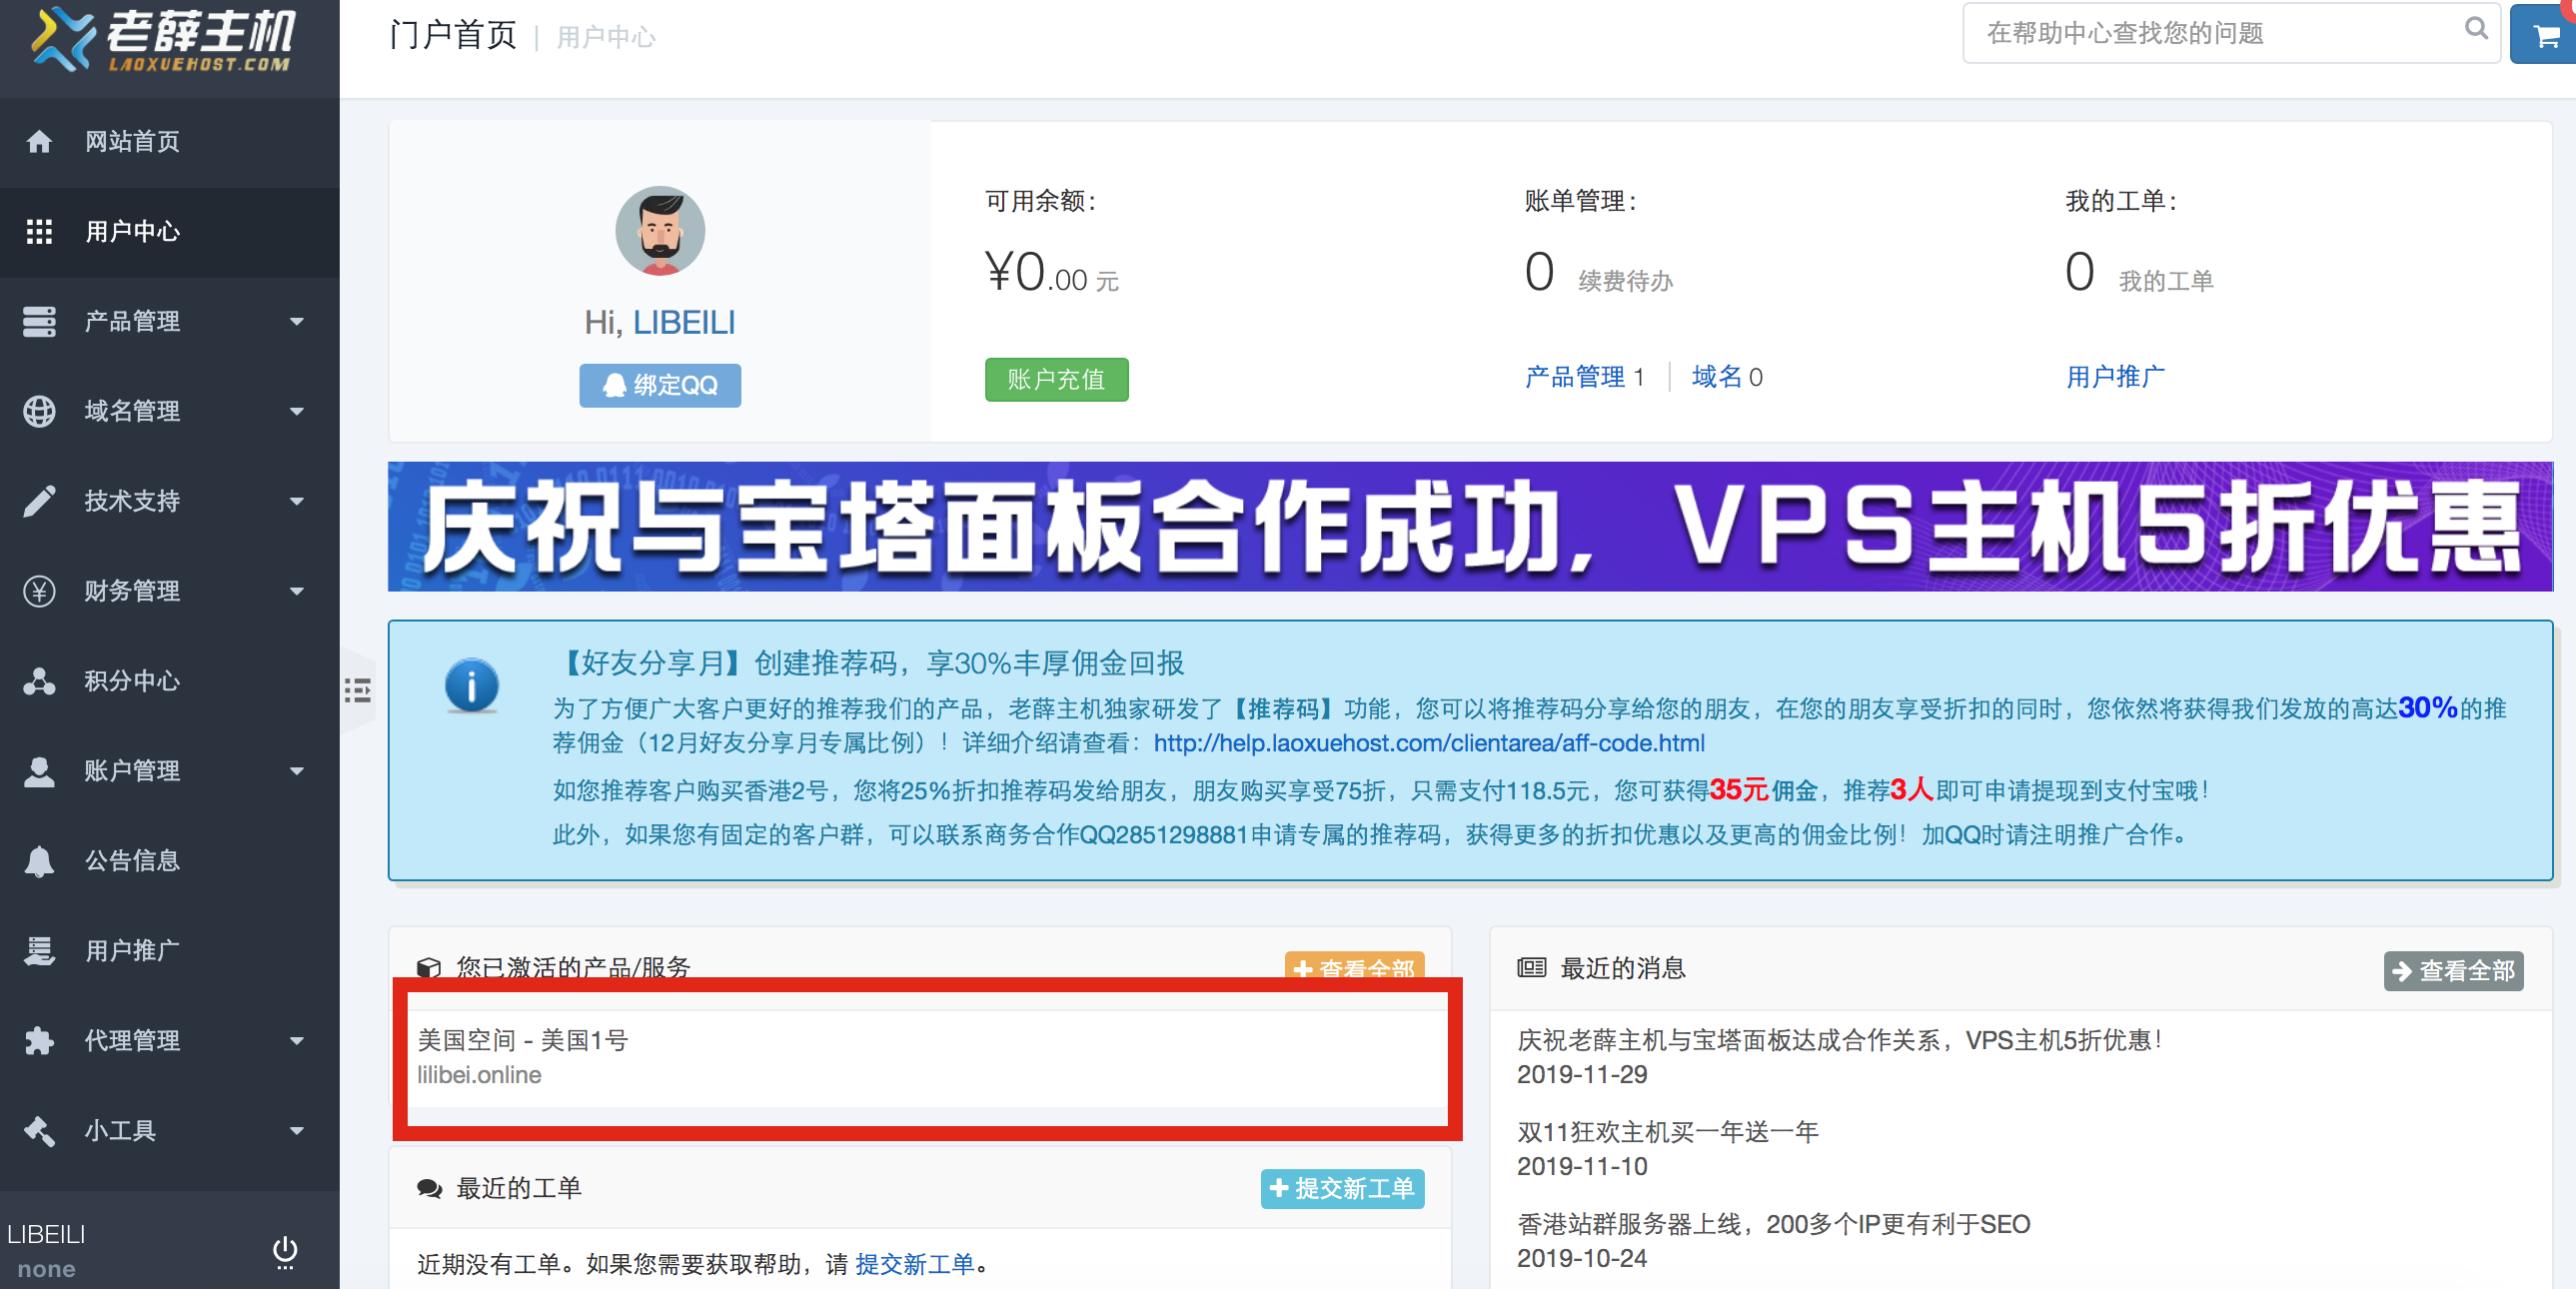 老薛主机
LAOXUEHOST.COM
门户首页 | 用户中心
在帮助中心查找您的问题
网站首页
用户中心
产品管理
域名管理
技术支持
财务管理
积分中心
账户管理
公告信息
用户推广
代理管理
小工具
LIBEILI
none
Hi, LIBEILI
绑定QQ
可用余额：
¥0.00 元
账户充值
账单管理：
0 续费待办
产品管理 1 | 域名 0
我的工单：
0 我的工单
用户推广
庆祝与宝塔面板合作成功，VPS主机5折优惠
【好友分享月】创建推荐码，享30%丰厚佣金回报
为了方便广大客户更好的推荐我们的产品，老薛主机独家研发了【推荐码】功能，您可以将推荐码分享给您的朋友，在您的朋友享受折扣的同时，您依然将获得我们发放的高达30%的推
荐佣金（12月好友分享月专属比例）！详细介绍请查看：http://help.laoxuehost.com/clientarea/aff-code.html
如您推荐客户购买香港2号，您将25%折扣推荐码发给朋友，朋友购买享受75折，只需支付118.5元，您可获得35元佣金，推荐3人即可申请提现到支付宝哦！
此外，如果您有固定的客户群，可以联系商务合作QQ2851298881申请专属的推荐码，获得更多的折扣优惠以及更高的佣金比例！加QQ时请注明推广合作。
您已激活的产品/服务
查看全部
美国空间 - 美国1号
lilibei.online
最近的工单
提交新工单
近期没有工单。如果您需要获取帮助，请 提交新工单。
最近的消息
查看全部
庆祝老薛主机与宝塔面板达成合作关系，VPS主机5折优惠！
2019-11-29
双11狂欢主机买一年送一年
2019-11-10
香港站群服务器上线，200多个IP更有利于SEO
2019-10-24